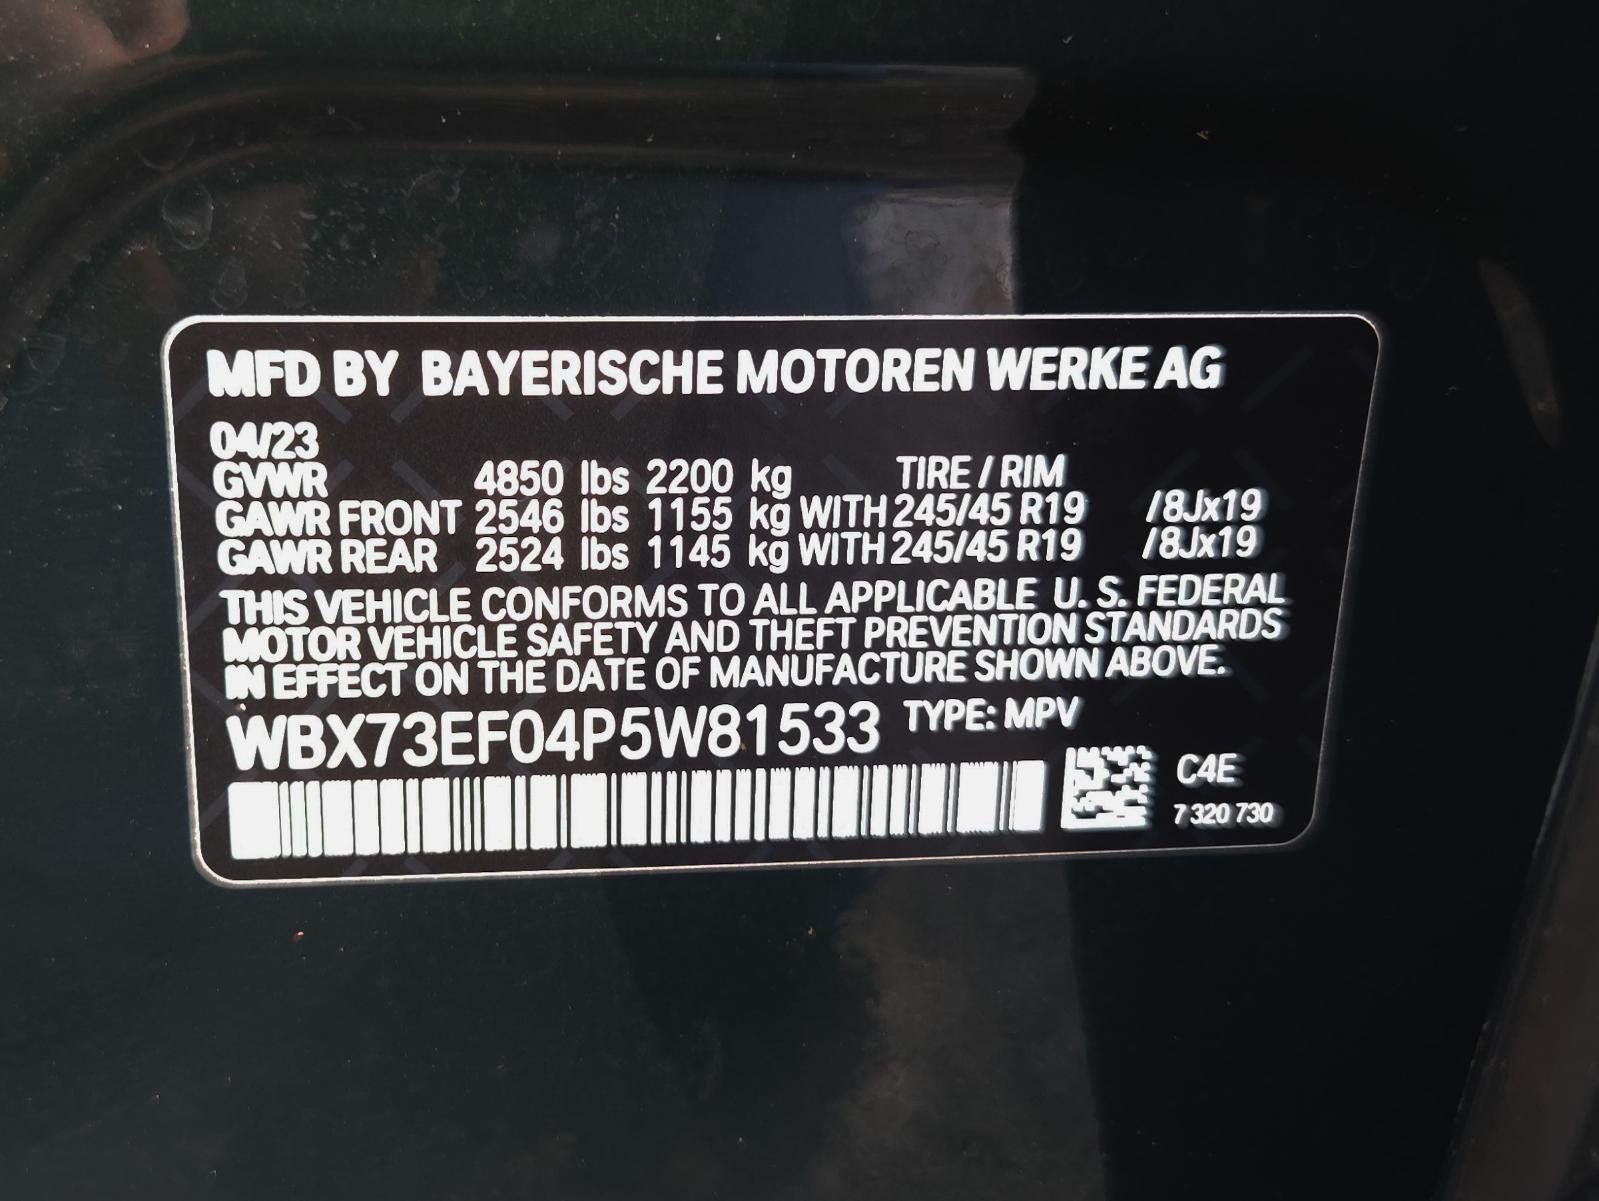 MFD BY BAYERISCHE MOTOREN WERKE AG
04/23
GVWR 4850 lbs 2200 kg TIRE / RIM
GAWR FRONT 2546 lbs 1155 kg WITH 245/45 R19 /8Jx19
GAWR REAR 2524 lbs 1145 kg WITH 245/45 R19 /8Jx19
THIS VEHICLE CONFORMS TO ALL APPLICABLE U. S. FEDERAL
MOTOR VEHICLE SAFETY AND THEFT PREVENTION STANDARDS
IN EFFECT ON THE DATE OF MANUFACTURE SHOWN ABOVE.
WBX73EF04P5W81533 TYPE: MPV
C4E
7 320 730